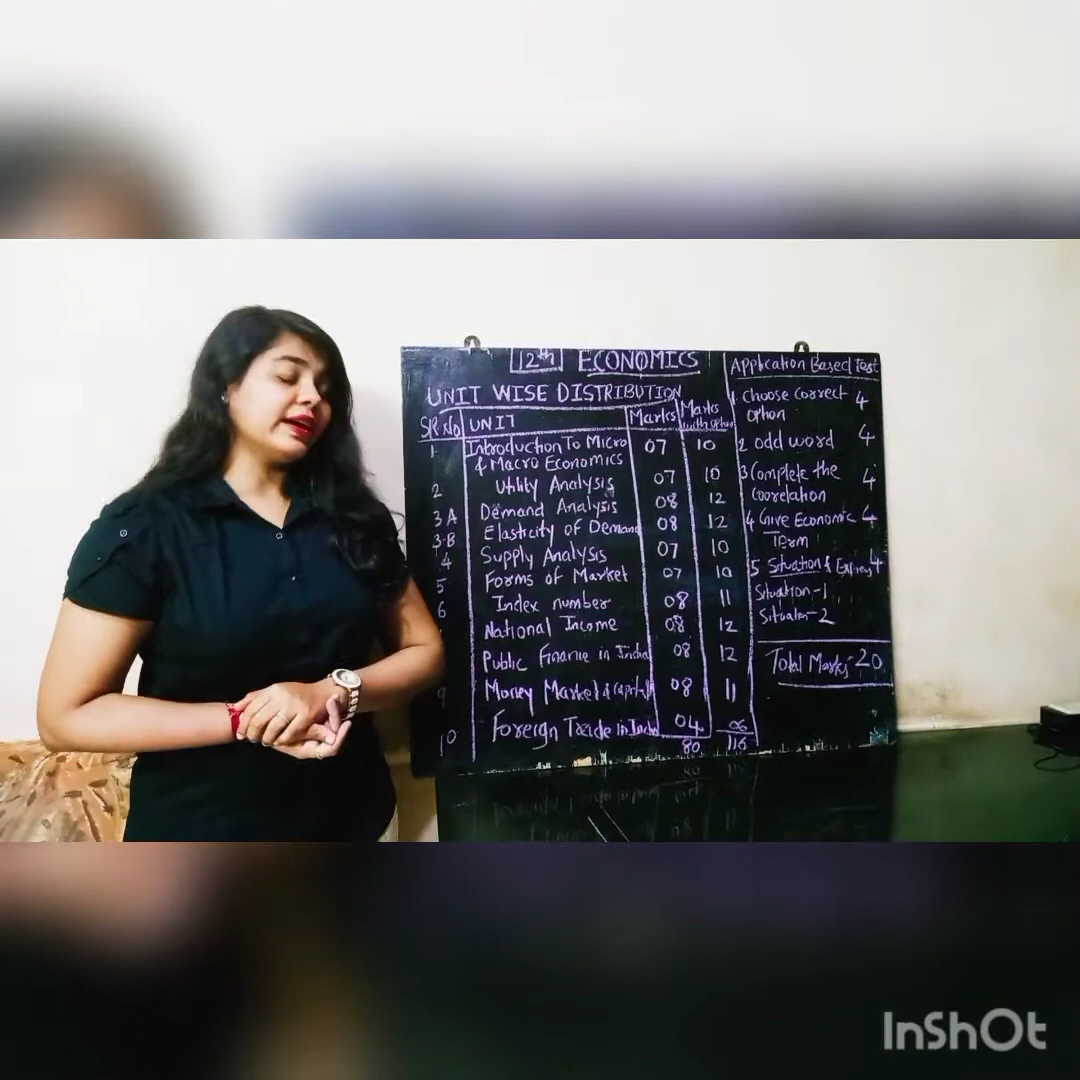 12th ECONOMICS
UNIT WISE DISTRIBUTION
SR.No UNIT Marks Marks with option
1. Introduction To Micro 07 10
& Macro Economics
2 Utility Analysis 07 10
3 A Demand Analysis 08 12
3-B Elasticity of Demand 08 12
4 Supply Analysis 07 10
5 Forms of Market 07 10
6 Index number 08 11
National Income 08 12
Public Finance in India 08 12
9 Money Market & capital 08 11
10 Foreign Trade in India 04 06
80 116
Application Based Test
1. Choose correct 4
option
2 odd word 4
3 Complete the 4
Coorelation
4 Give Economic 4
Term
5 Situation & Express 4
Situation-1
Situation-2
Total Marks-20
InShOt